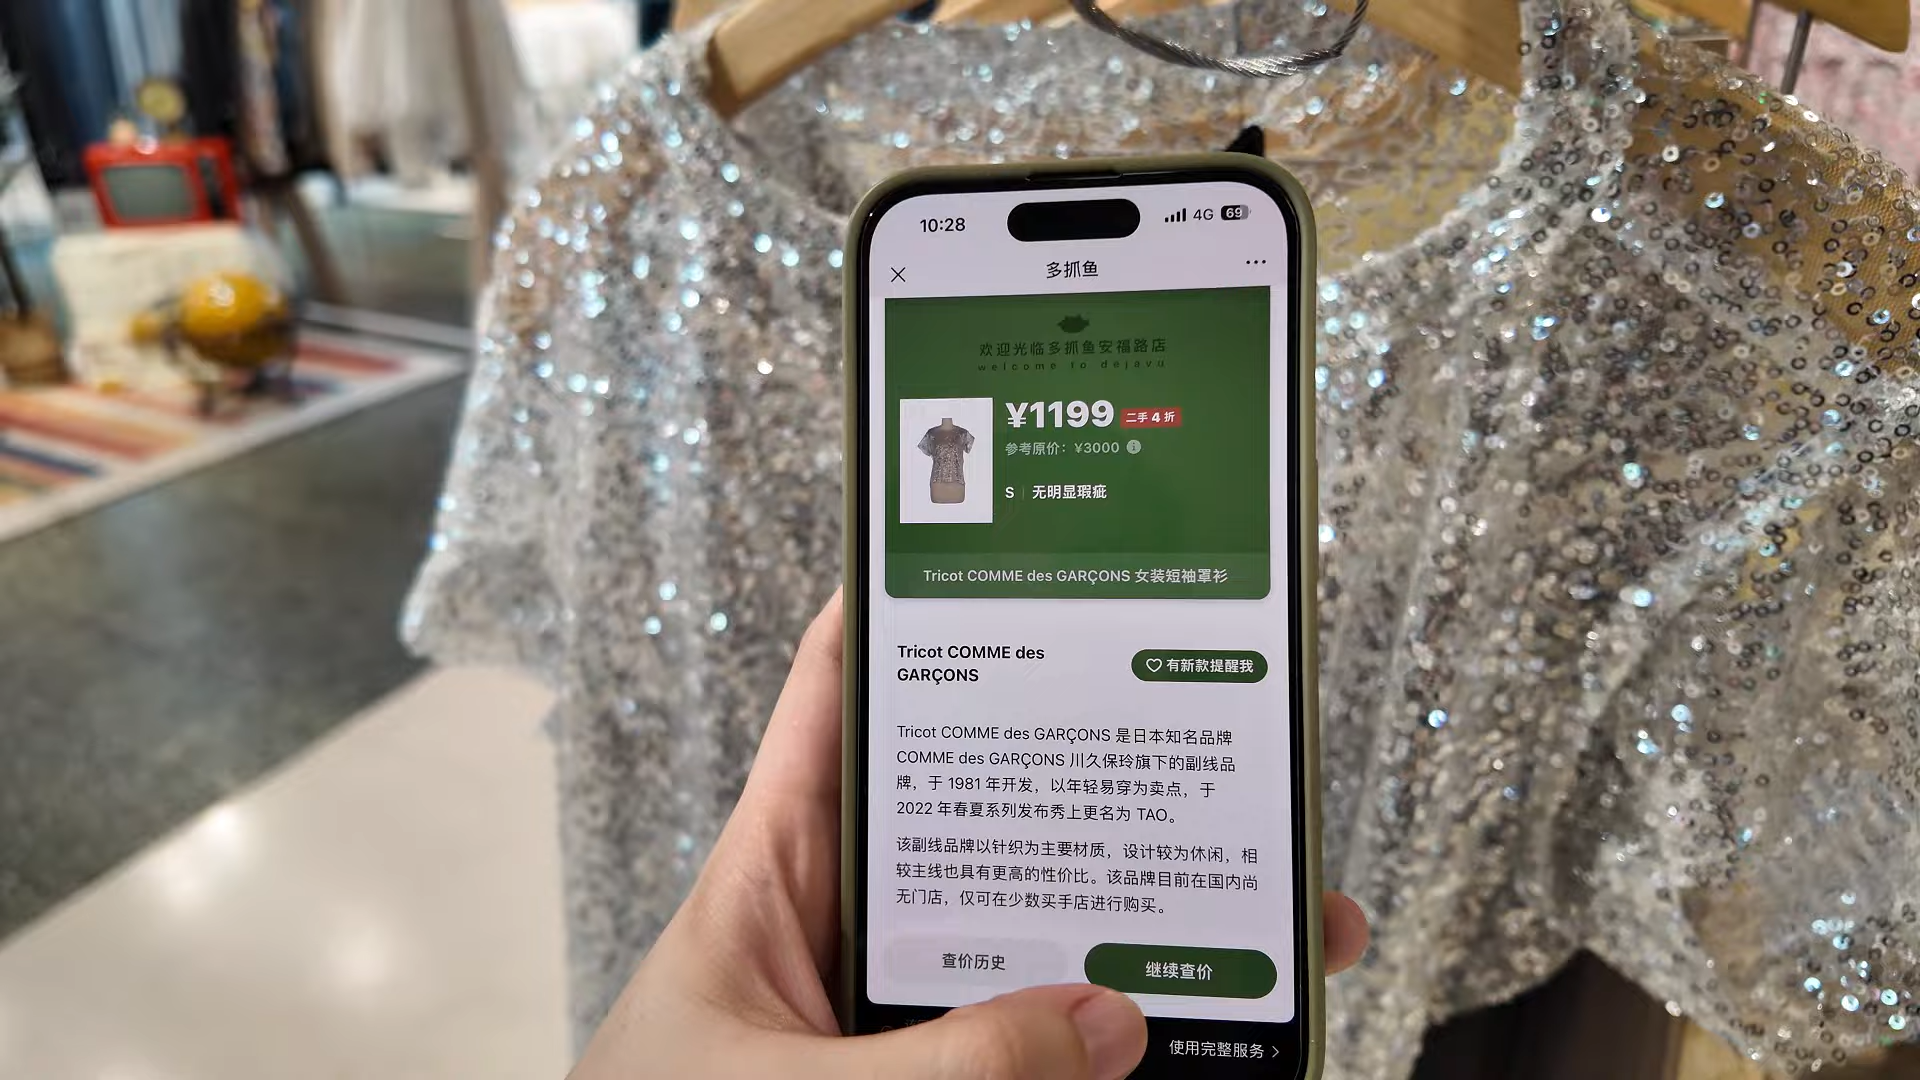 10:28
4G 69
多抓鱼
欢迎光临多抓鱼安福路店
welcome to dejavu
¥1199 二手 4 折
参考原价：¥3000
S 无明显瑕疵
Tricot COMME des GARÇONS 女装短袖罩衫
Tricot COMME des
GARÇONS
有新款提醒我
Tricot COMME des GARÇONS 是日本知名品牌
COMME des GARÇONS 川久保玲旗下的副线品
牌，于 1981 年开发，以年轻易穿为卖点，于
2022 年春夏系列发布秀上更名为 TAO。
该副线品牌以针织为主要材质，设计较为休闲，相
较主线也具有更高的性价比。该品牌目前在国内尚
无门店，仅可在少数买手店进行购买。
查价历史
继续查价
使用完整服务